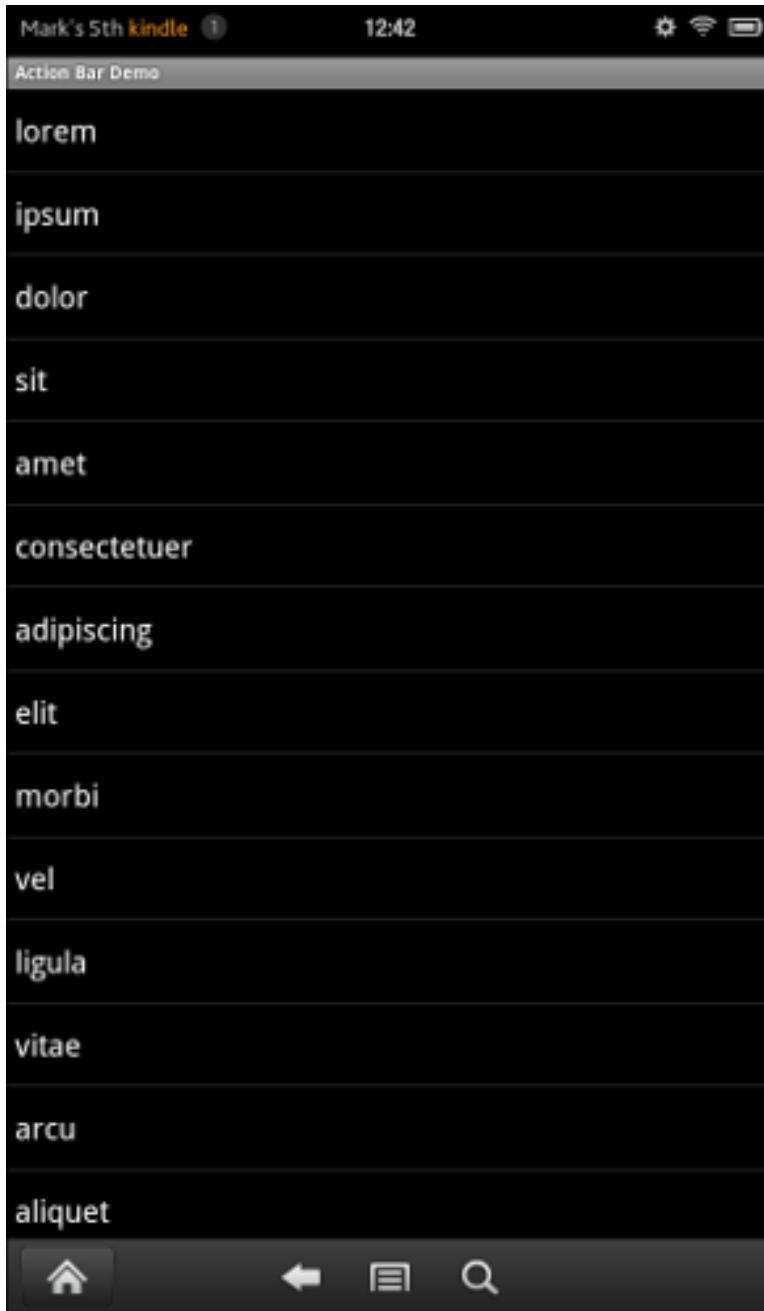 Mark's 5th kindle 1 12:42
Action Bar Demo
lorem
ipsum
dolor
sit
amet
consectetuer
adipiscing
elit
morbi
vel
ligula
vitae
arcu
aliquet